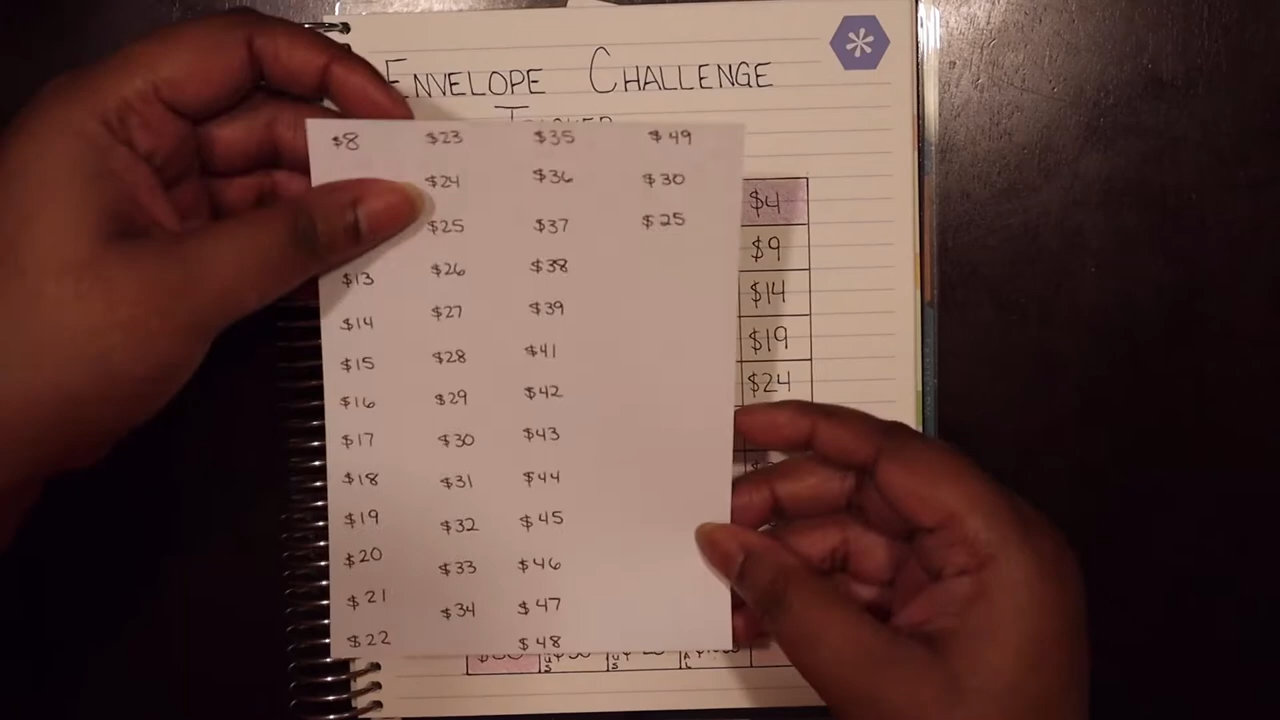 ENVELOPE CHALLENGE
$8 $23 $35 $49
$24 $36 $30
$25 $37 $25
$13 $26 $38
$14 $27 $39
$15 $28 $41
$16 $29 $42
$17 $30 $43
$18 $31 $44
$19 $32 $45
$20 $33 $46
$21 $34 $47
$22 $48
$4
$9
$14
$19
$24